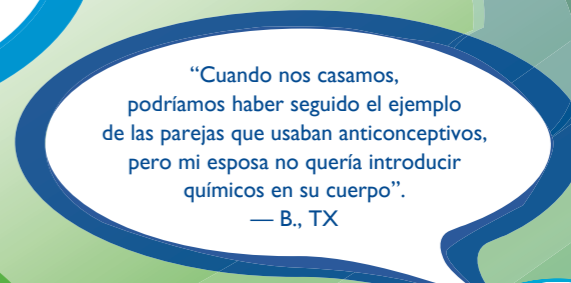 “Cuando nos casamos,
podríamos haber seguido el ejemplo
de las parejas que usaban anticonceptivos,
pero mi esposa no quería introducir
químicos en su cuerpo”.
— B., TX